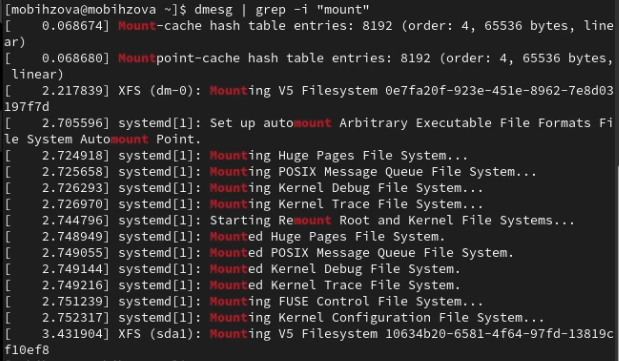 [mobihzova@mobihzova ~]$ dmesg | grep -i "mount"
[    0.068674] Mount-cache hash table entries: 8192 (order: 4, 65536 bytes, line
ar)
[    0.068680] Mountpoint-cache hash table entries: 8192 (order: 4, 65536 bytes,
 linear)
[    2.217839] XFS (dm-0): Mounting V5 Filesystem 0e7fa20f-923e-451e-8962-7e8d03
197f7d
[    2.705596] systemd[1]: Set up automount Arbitrary Executable File Formats Fi
le System Automount Point.
[    2.724918] systemd[1]: Mounting Huge Pages File System...
[    2.725658] systemd[1]: Mounting POSIX Message Queue File System...
[    2.726293] systemd[1]: Mounting Kernel Debug File System...
[    2.726970] systemd[1]: Mounting Kernel Trace File System...
[    2.744796] systemd[1]: Starting Remount Root and Kernel File Systems...
[    2.748949] systemd[1]: Mounted Huge Pages File System.
[    2.749055] systemd[1]: Mounted POSIX Message Queue File System.
[    2.749144] systemd[1]: Mounted Kernel Debug File System.
[    2.749216] systemd[1]: Mounted Kernel Trace File System.
[    2.751239] systemd[1]: Mounting FUSE Control File System...
[    2.752317] systemd[1]: Mounting Kernel Configuration File System...
[    3.431904] XFS (sda1): Mounting V5 Filesystem 10634b20-6581-4f64-97fd-13819c
f10ef8